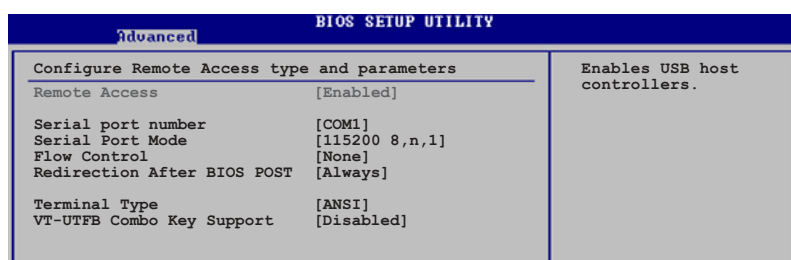 BIOS SETUP UTILITY
Advanced
Configure Remote Access type and parameters
Remote Access [Enabled]
Serial port number [COM1]
Serial Port Mode [115200 8,n,1]
Flow Control [None]
Redirection After BIOS POST [Always]
Terminal Type [ANSI]
VT-UTFB Combo Key Support [Disabled]
Enables USB host
controllers.